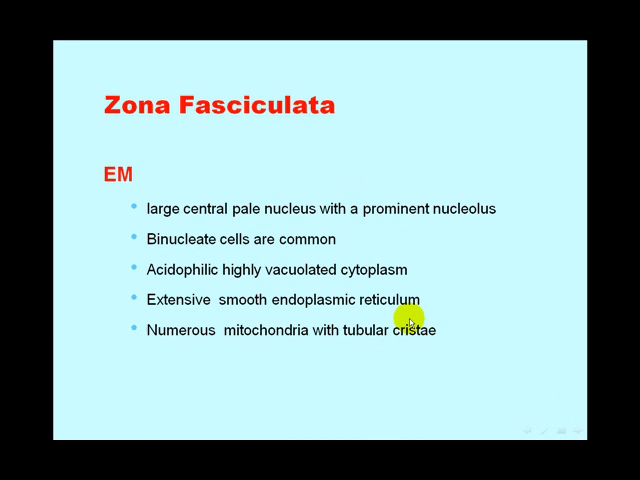 Zona Fasciculata
EM
• large central pale nucleus with a prominent nucleolus
• Binucleate cells are common
• Acidophilic highly vacuolated cytoplasm
• Extensive  smooth endoplasmic reticulum
• Numerous  mitochondria with tubular cristae